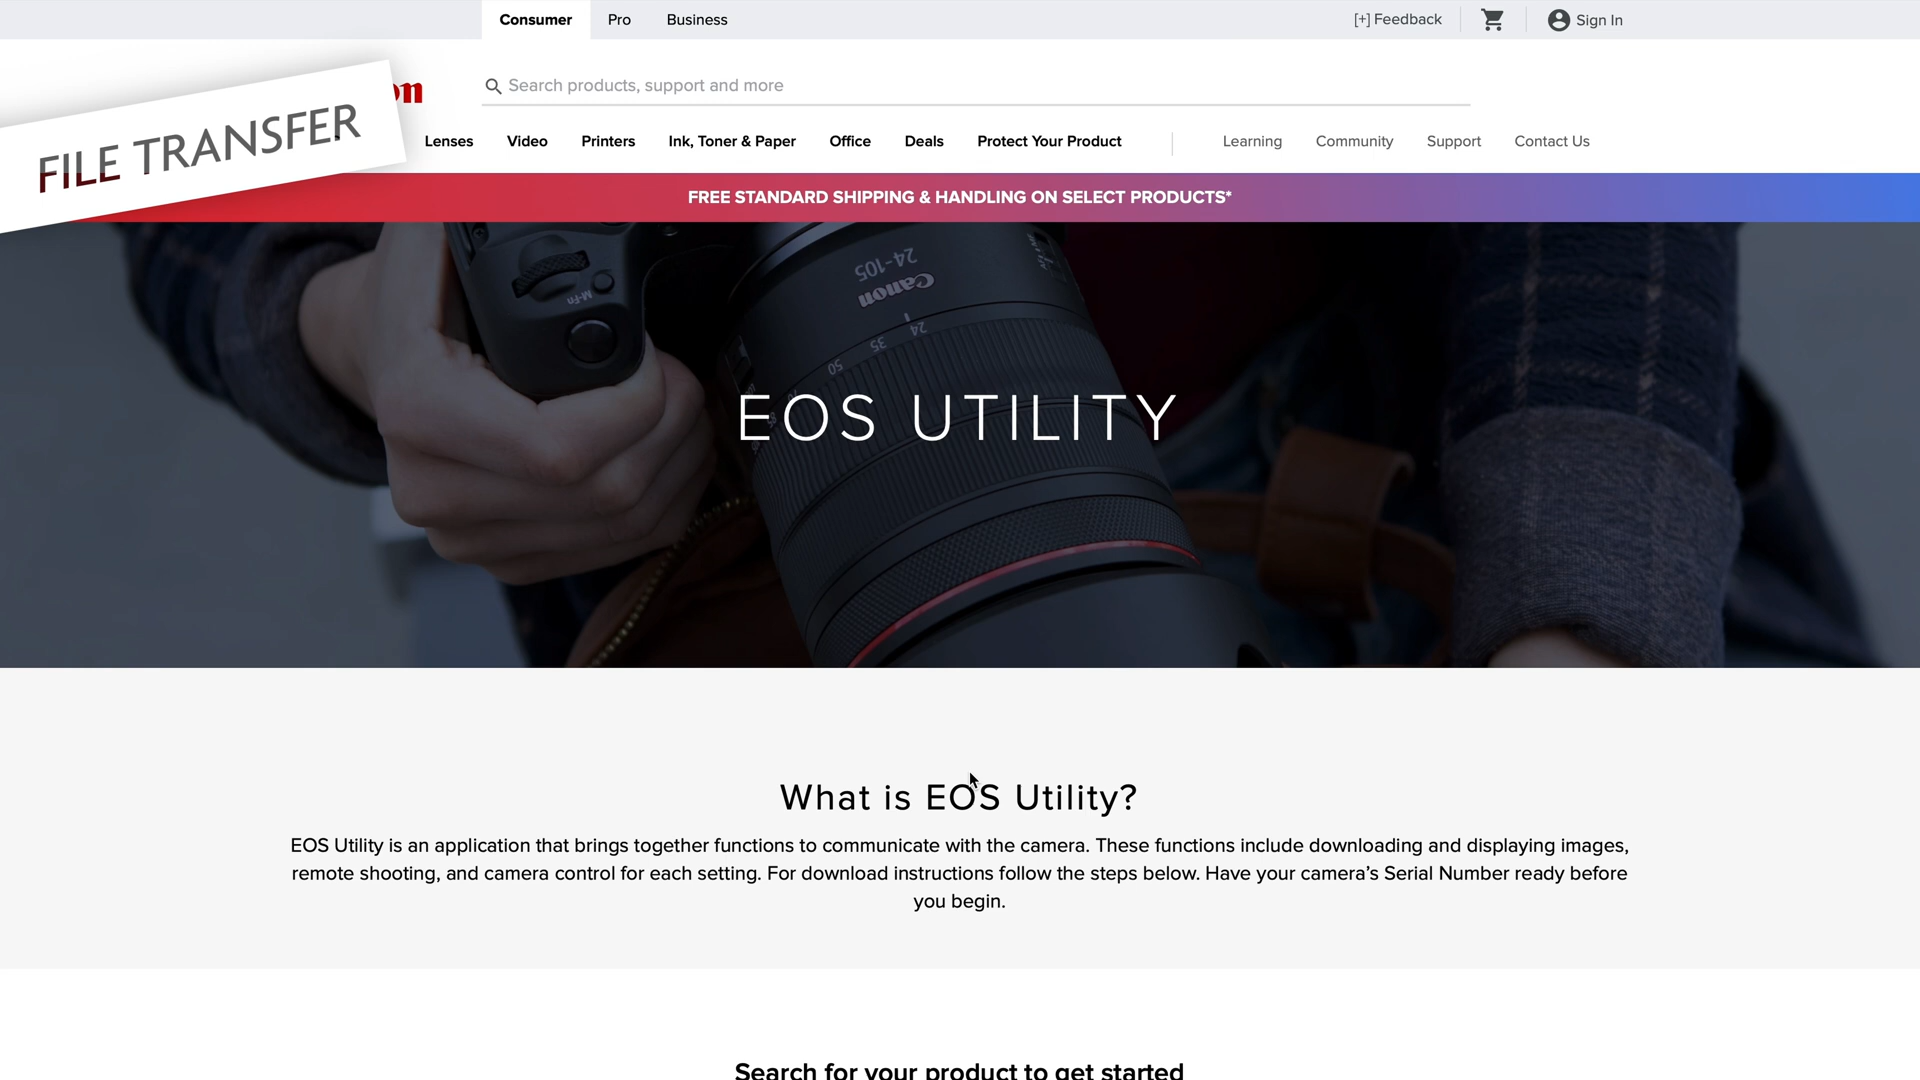 Consumer Pro Business [+] Feedback Sign In
FILE TRANSFER
on
Search products, support and more
Lenses Video Printers Ink, Toner & Paper Office Deals Protect Your Product Learning Community Support Contact Us
FREE STANDARD SHIPPING & HANDLING ON SELECT PRODUCTS*
24-105
Canon
M-Fn
24
35
50
EOS UTILITY
What is EOS Utility?
EOS Utility is an application that brings together functions to communicate with the camera. These functions include downloading and displaying images,
remote shooting, and camera control for each setting. For download instructions follow the steps below. Have your camera’s Serial Number ready before
you begin.
Search for your product to get started